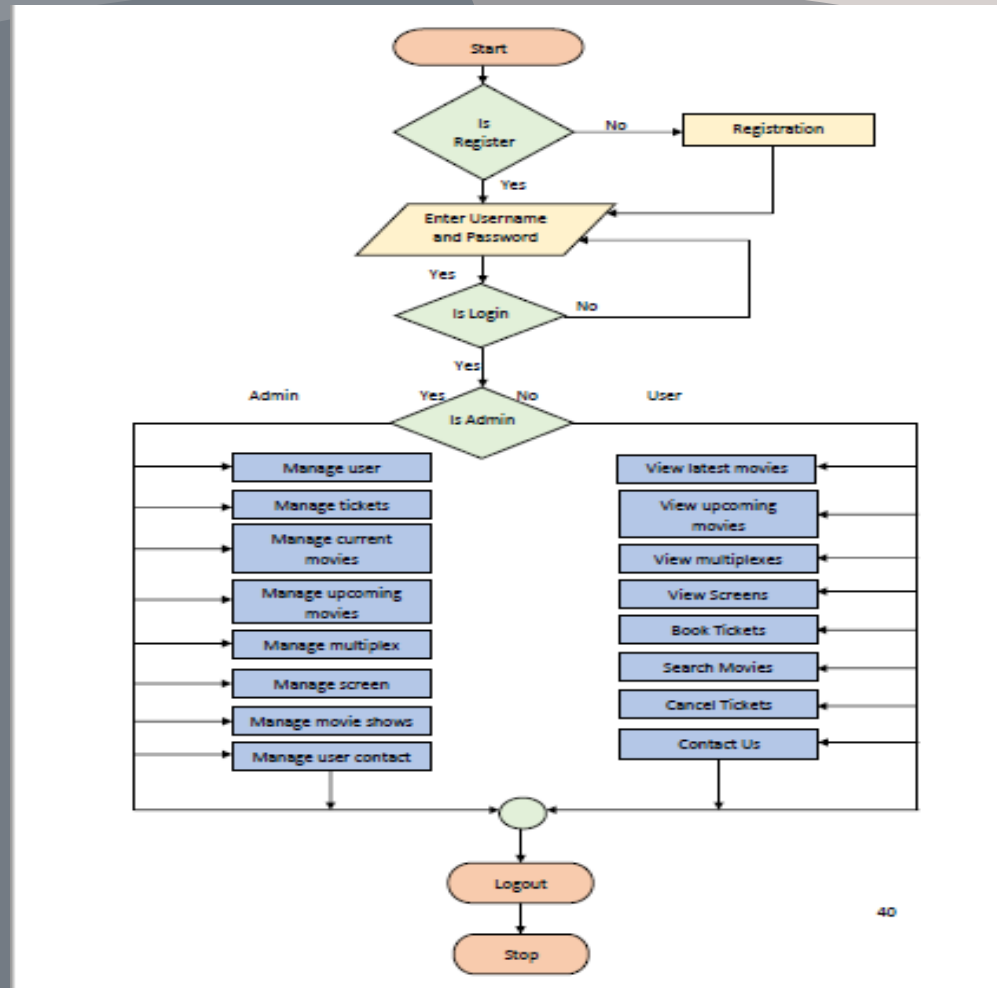 Start
Is
Register
No
Registration
Yes
Enter Username
and Password
Yes
Is Login
No
Yes
Admin
Yes
No
User
Is Admin
Manage user
Manage tickets
Manage current
movies
Manage upcoming
movies
Manage multiplex
Manage screen
Manage movie shows
Manage user contact
View latest movies
View upcoming
movies
View multiplexes
View Screens
Book Tickets
Search Movies
Cancel Tickets
Contact Us
Logout
40
Stop